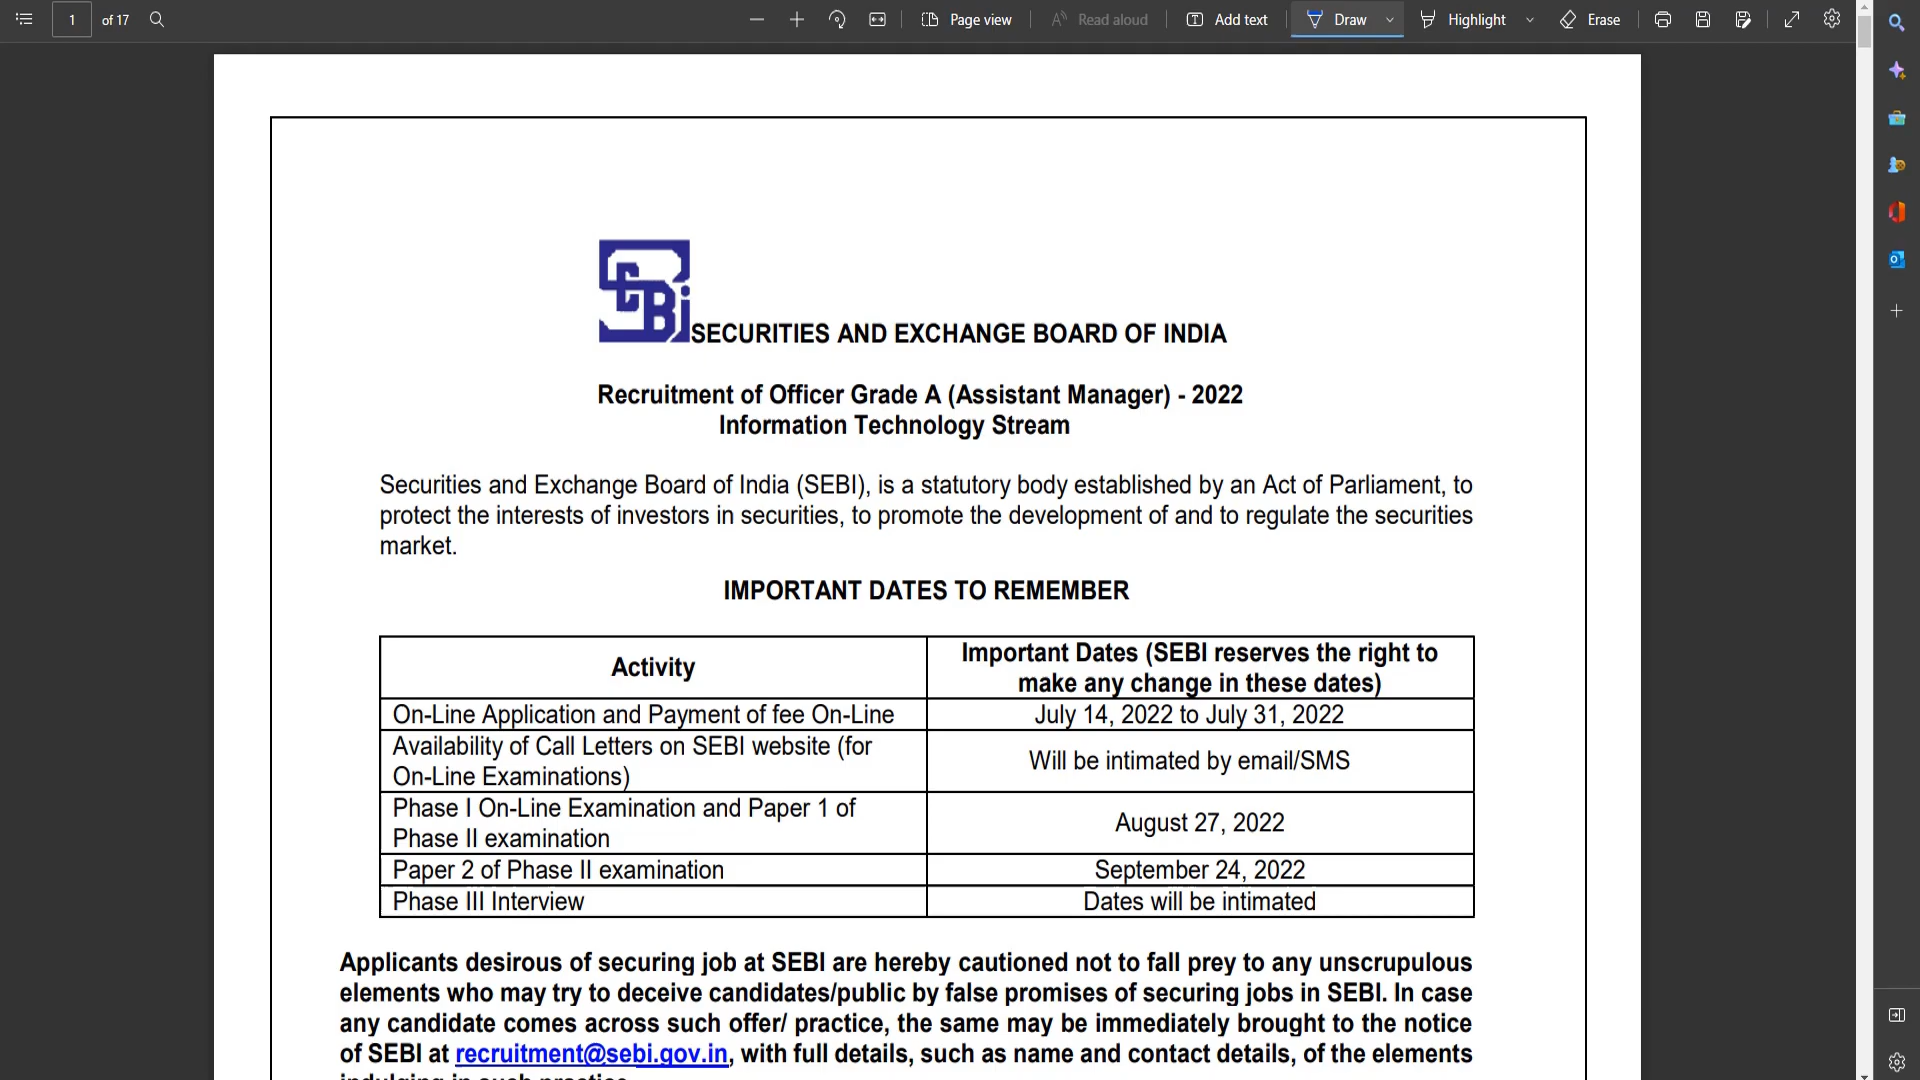 1 of 17 Page view Read aloud Add text Draw Highlight Erase
SEBi
SECURITIES AND EXCHANGE BOARD OF INDIA
Recruitment of Officer Grade A (Assistant Manager) - 2022
Information Technology Stream
Securities and Exchange Board of India (SEBI), is a statutory body established by an Act of Parliament, to
protect the interests of investors in securities, to promote the development of and to regulate the securities
market.
IMPORTANT DATES TO REMEMBER
Activity
Important Dates (SEBI reserves the right to
make any change in these dates)
On-Line Application and Payment of fee On-Line
July 14, 2022 to July 31, 2022
Availability of Call Letters on SEBI website (for
On-Line Examinations)
Will be intimated by email/SMS
Phase I On-Line Examination and Paper 1 of
Phase II examination
August 27, 2022
Paper 2 of Phase II examination
September 24, 2022
Phase III Interview
Dates will be intimated
Applicants desirous of securing job at SEBI are hereby cautioned not to fall prey to any unscrupulous
elements who may try to deceive candidates/public by false promises of securing jobs in SEBI. In case
any candidate comes across such offer/ practice, the same may be immediately brought to the notice
of SEBI at recruitment@sebi.gov.in, with full details, such as name and contact details, of the elements
indulging in such practice.